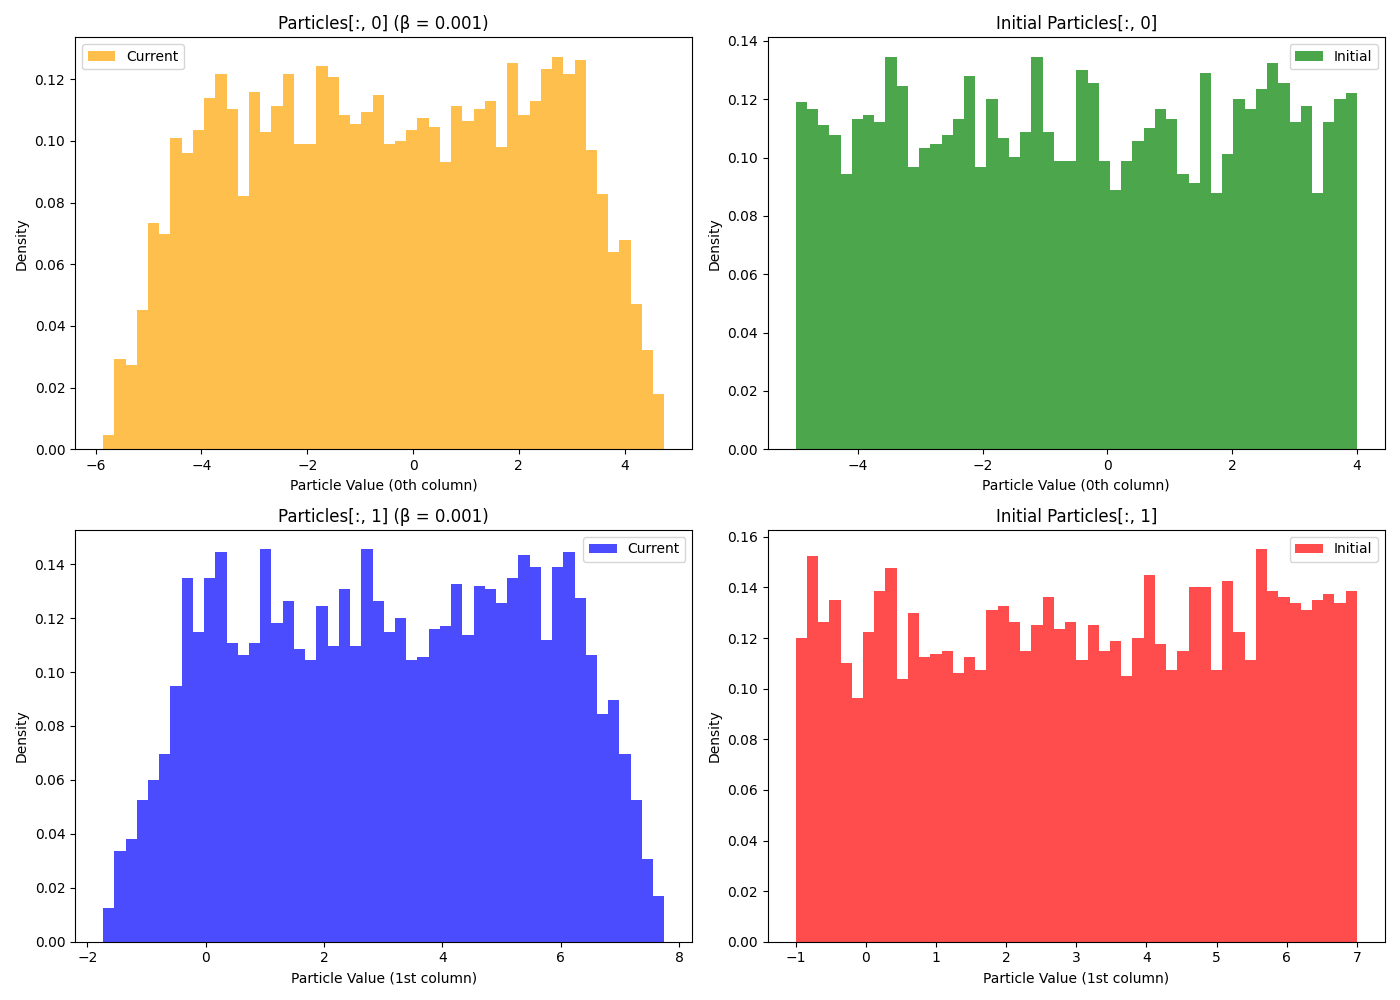 Particles[:, 0] (β = 0.001)
Current
Density
0.12
0.10
0.08
0.06
0.04
0.02
0.00
−6 −4 −2 0 2 4
Particle Value (0th column)
Initial Particles[:, 0]
Initial
Density
0.14
0.12
0.10
0.08
0.06
0.04
0.02
0.00
−4 −2 0 2 4
Particle Value (0th column)
Particles[:, 1] (β = 0.001)
Current
Density
0.14
0.12
0.10
0.08
0.06
0.04
0.02
0.00
−2 0 2 4 6 8
Particle Value (1st column)
Initial Particles[:, 1]
Initial
Density
0.16
0.14
0.12
0.10
0.08
0.06
0.04
0.02
0.00
−1 0 1 2 3 4 5 6 7
Particle Value (1st column)